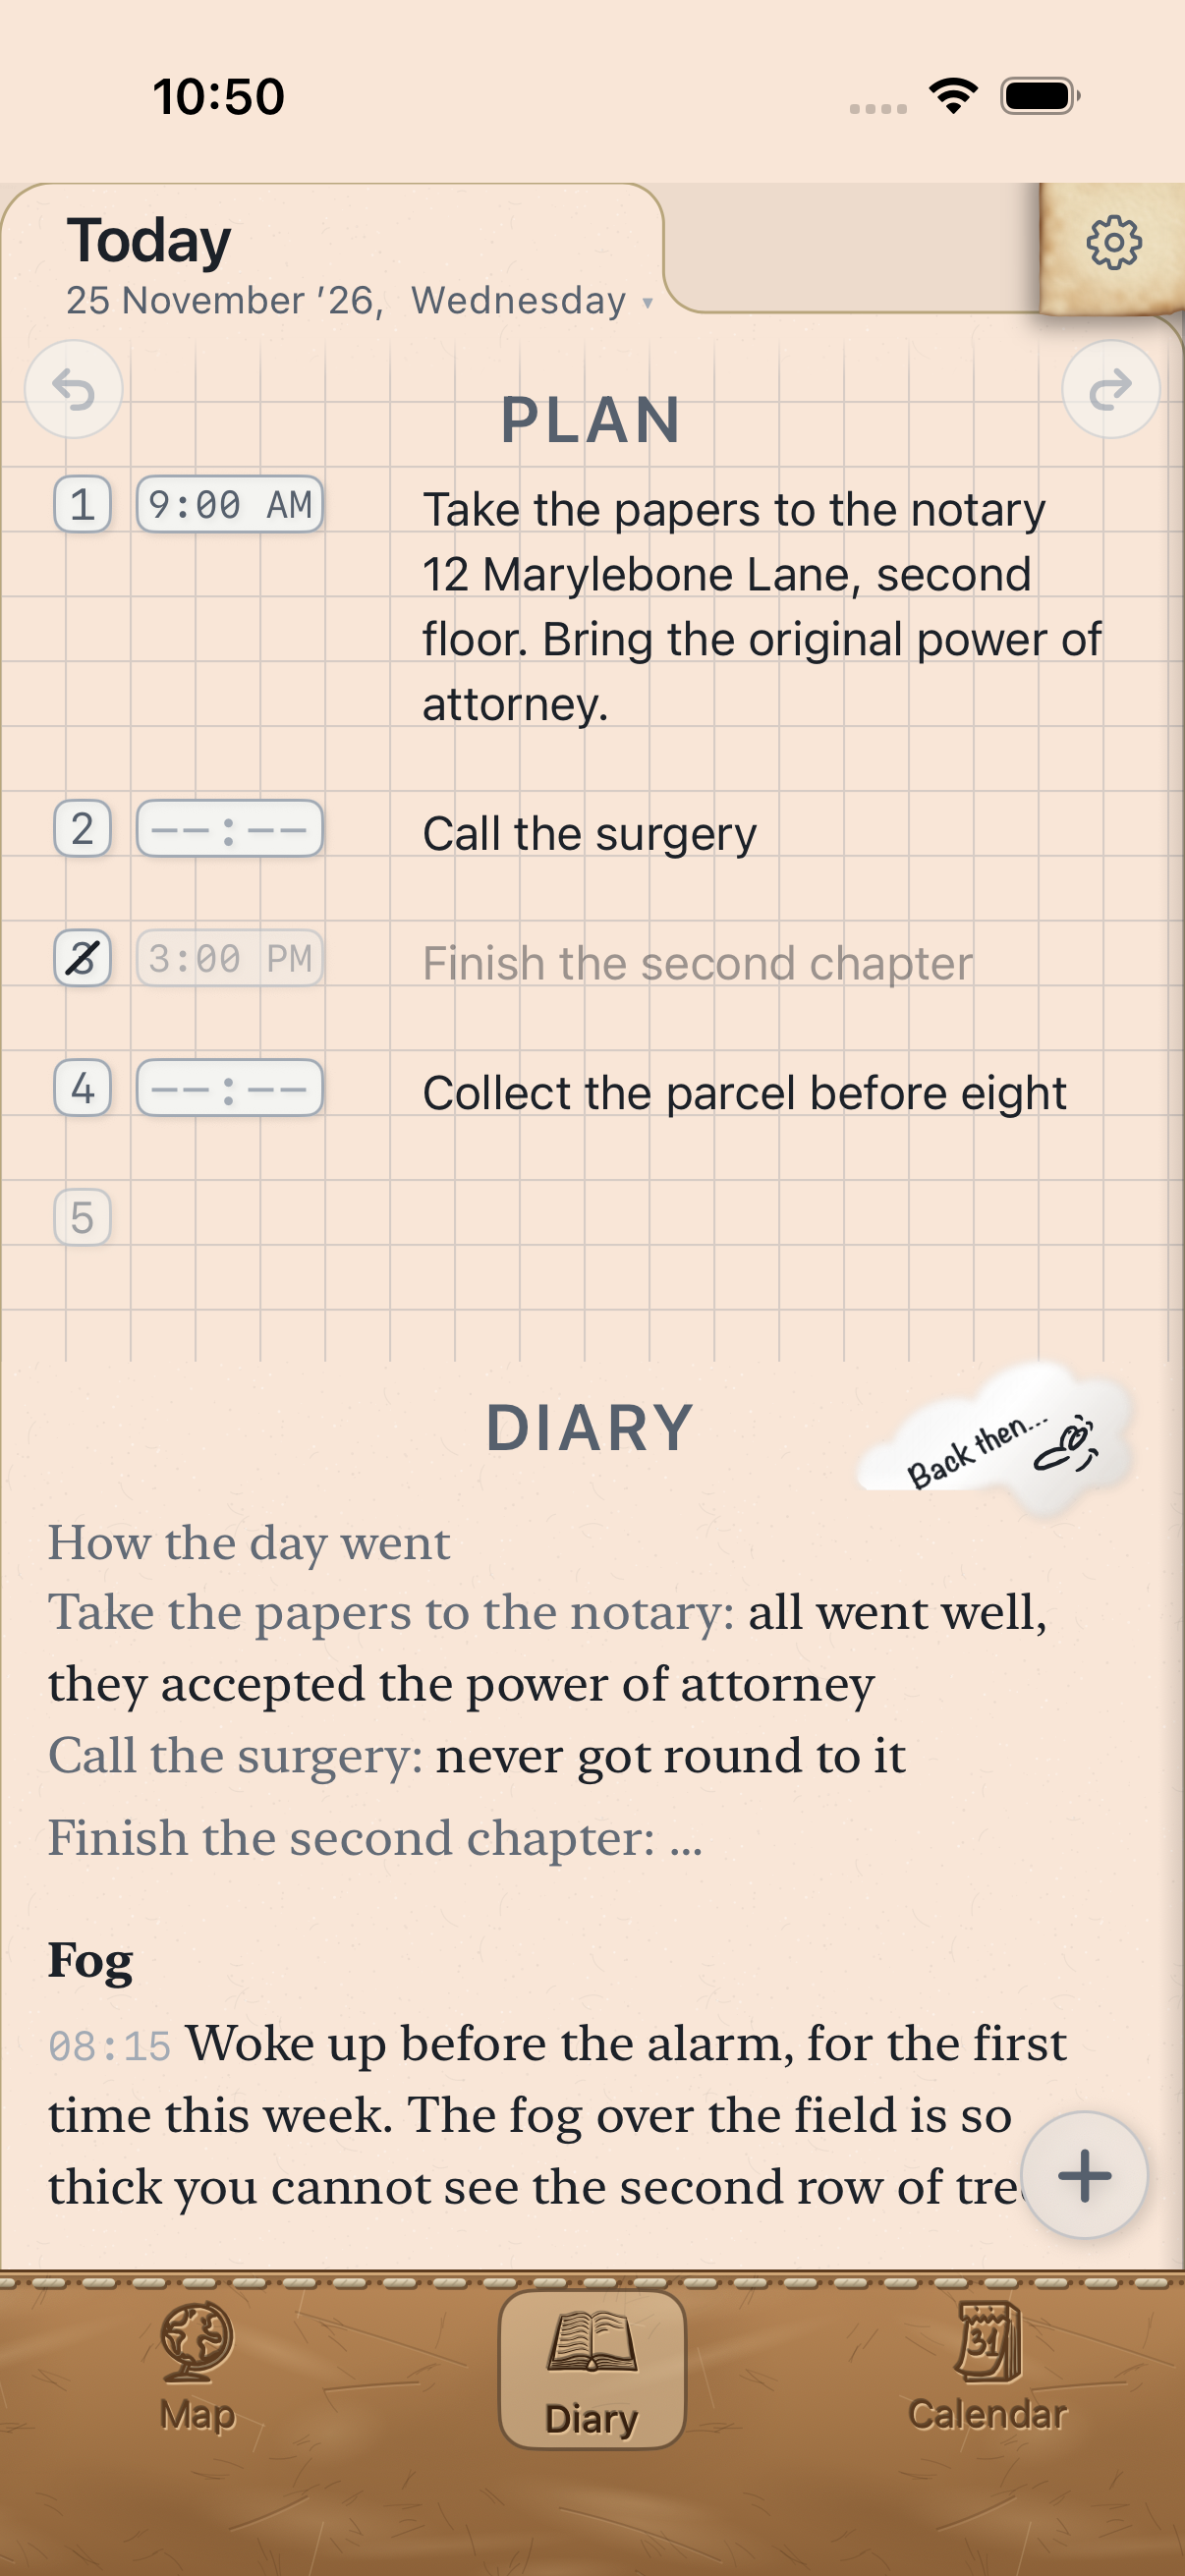 10:50
Today
25 November ’26, Wednesday
PLAN
1 9:00 AM Take the papers to the notary
12 Marylebone Lane, second
floor. Bring the original power of
attorney.
2 --:-- Call the surgery
3 3:00 PM Finish the second chapter
4 --:-- Collect the parcel before eight
5
DIARY
Back then...
How the day went
Take the papers to the notary: all went well,
they accepted the power of attorney
Call the surgery: never got round to it
Finish the second chapter: ...
Fog
08:15 Woke up before the alarm, for the first
time this week. The fog over the field is so
thick you cannot see the second row of
31
Map
Diary
Calendar